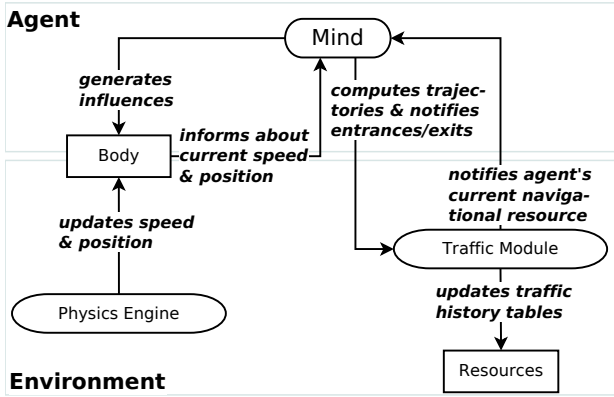 Agent
Mind
generates
influences
computes trajec-
tories & notifies
entrances/exits
Body
informs about
current speed
& position
notifies agent's
current naviga-
tional resource
updates speed
& position
Traffic Module
updates traffic
history tables
Physics Engine
Resources
Environment